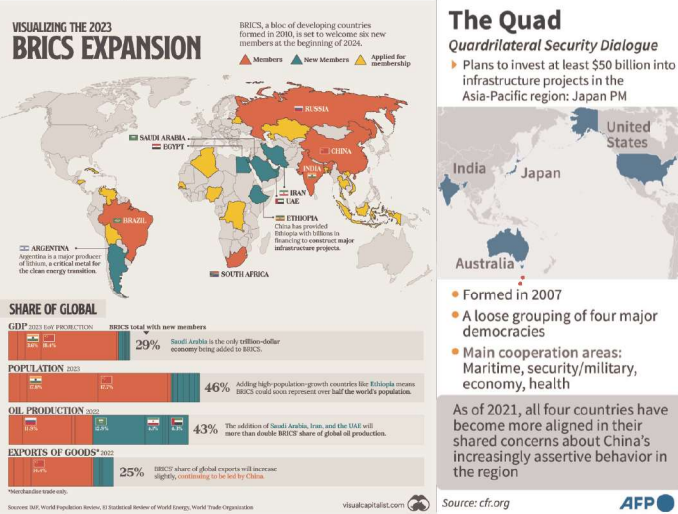 VISUALIZING THE 2023
BRICS EXPANSION
BRICS, a bloc of developing countries
formed in 2010, is set to welcome six new
members at the beginning of 2024.
Members
New Members
Applied for
membership
RUSSIA
SAUDI ARABIA
EGYPT
CHINA
INDIA
IRAN
UAE
ETHIOPIA
China has provided
Ethiopia with billions in
financing to construct major
infrastructure projects.
BRAZIL
ARGENTINA
Argentina is a major producer
of lithium, a critical metal for
the clean energy transition.
SOUTH AFRICA
SHARE OF GLOBAL
GDP 2023 EoY PROJECTION
BRICS total with new members
29%
Saudi Arabia is the only trillion-dollar
economy being added to BRICS.
POPULATION 2023
17.8%
17.7%
46%
Adding high-population-growth countries like Ethiopia means
BRICS could soon represent over half the world's population.
OIL PRODUCTION 2022
11.9%
12.9%
43%
The addition of Saudi Arabia, Iran, and the UAE will
more than double BRICS' share of global oil production.
EXPORTS OF GOODS* 2022
25%
BRICS' share of global exports will increase
slightly, continuing to be led by China.
*Merchandise trade only.
Sources: IMF, World Population Review, EI Statistical Review of World Energy, World Trade Organization
visualcapitalist.com
The Quad
Quardrilateral Security Dialogue
Plans to invest at least $50 billion into
infrastructure projects in the
Asia-Pacific region: Japan PM
United
States
India
Japan
Australia
Formed in 2007
A loose grouping of four major
democracies
Main cooperation areas:
Maritime, security/military,
economy, health
As of 2021, all four countries have
become more aligned in their
shared concerns about China's
increasingly assertive behavior in
the region
Source: cfr.org
AFP